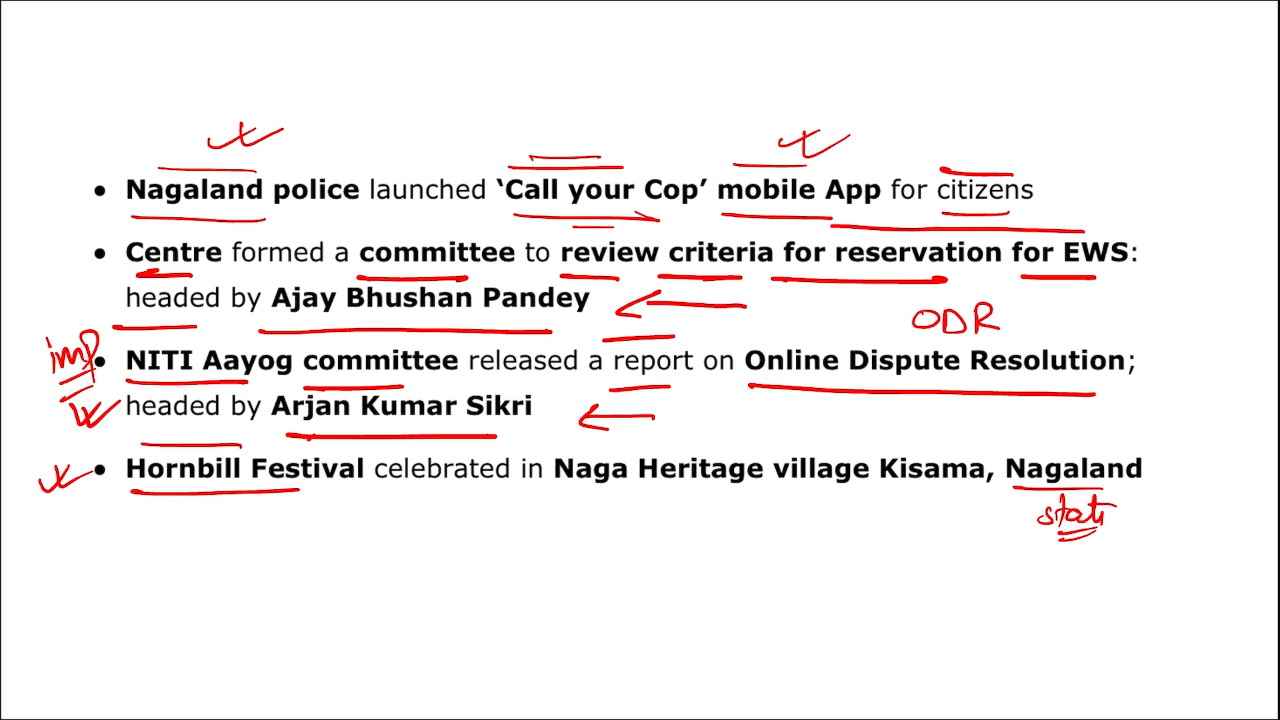 • Nagaland police launched ‘Call your Cop’ mobile App for citizens
• Centre formed a committee to review criteria for reservation for EWS:
headed by Ajay Bhushan Pandey
ODR
imp
• NITI Aayog committee released a report on Online Dispute Resolution;
headed by Arjan Kumar Sikri
• Hornbill Festival celebrated in Naga Heritage village Kisama, Nagaland
state